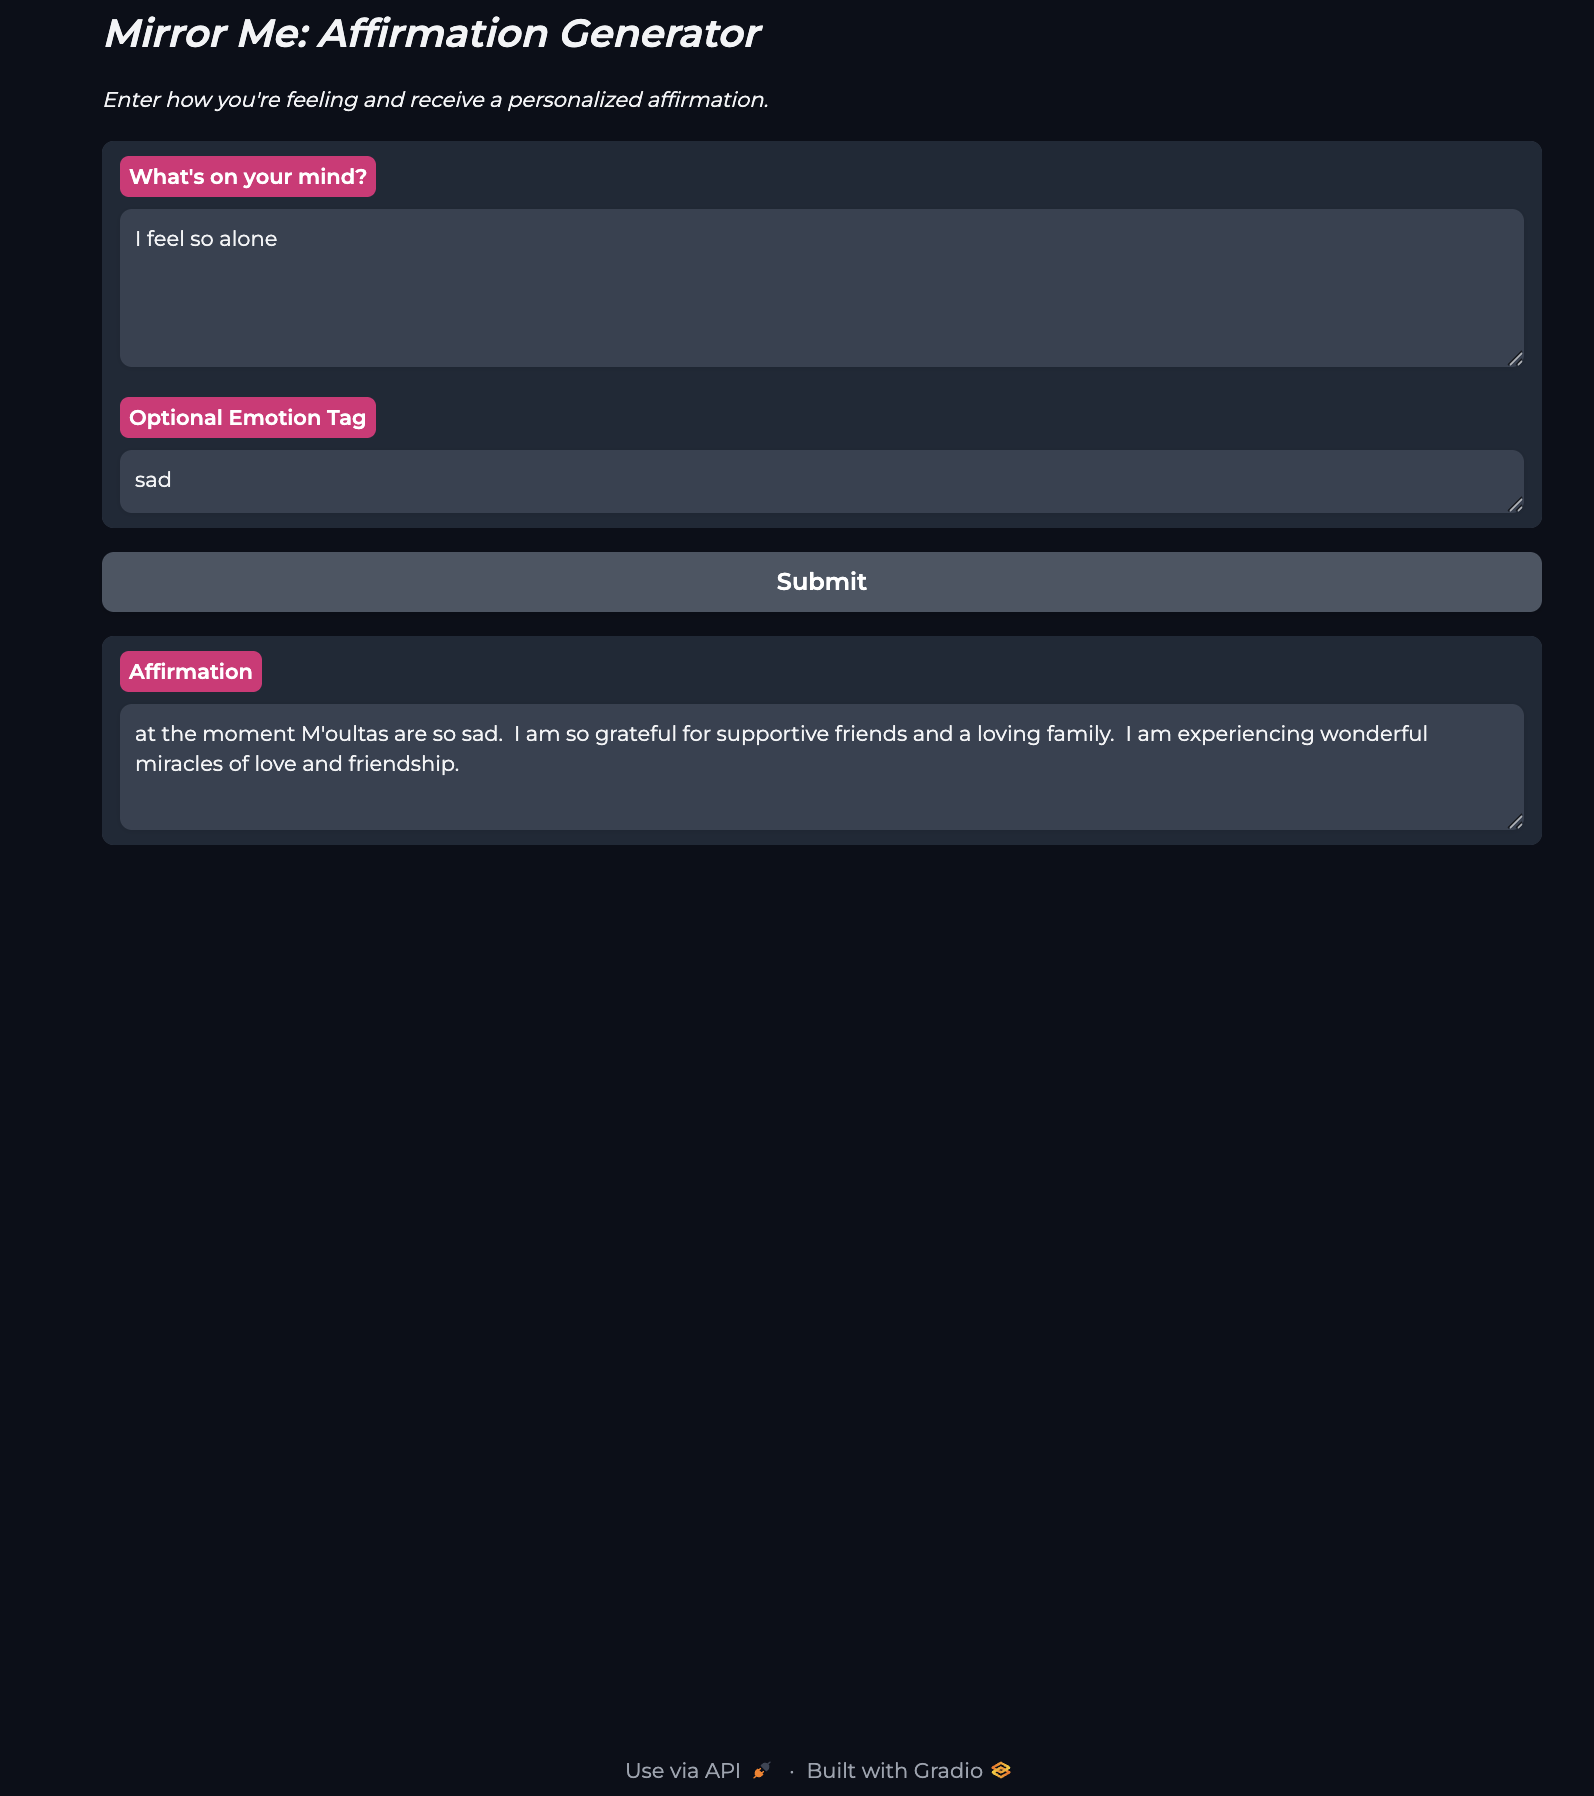 Mirror Me: Affirmation Generator
Enter how you're feeling and receive a personalized affirmation.
What's on your mind?
I feel so alone
Optional Emotion Tag
sad
Submit
Affirmation
at the moment M'oultas are so sad.  I am so grateful for supportive friends and a loving family.  I am experiencing wonderful
miracles of love and friendship.
Use via API · Built with Gradio